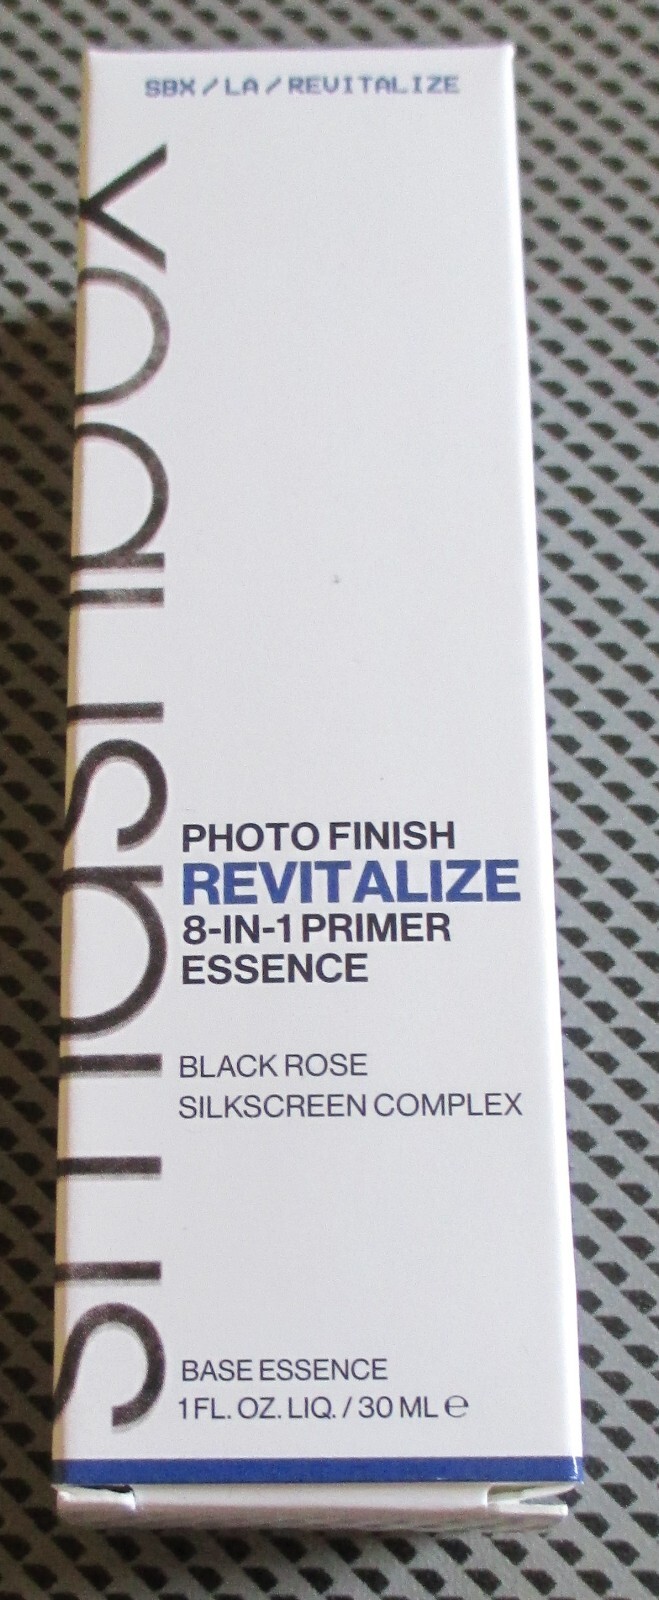 SBX/LA/REVITALIZE
smashbox
PHOTO FINISH
REVITALIZE
8-IN-1 PRIMER
ESSENCE
BLACK ROSE
SILKSCREEN COMPLEX
BASE ESSENCE
1 FL. OZ. LIQ. / 30 ML ℮